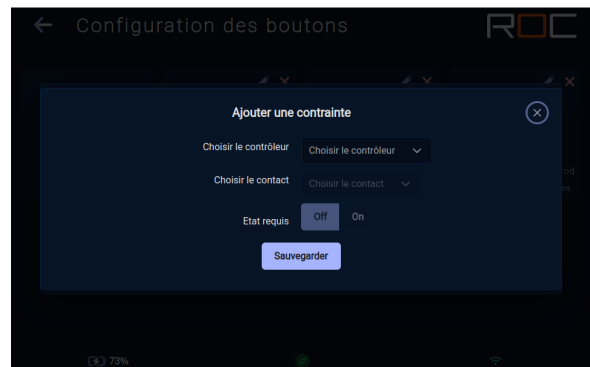 Configuration des boutons
ROC
Ajouter une contrainte
Choisir le contrôleur
Choisir le contrôleur
Choisir le contact
Choisir le contact
Etat requis
Off
On
Sauvegarder
73%